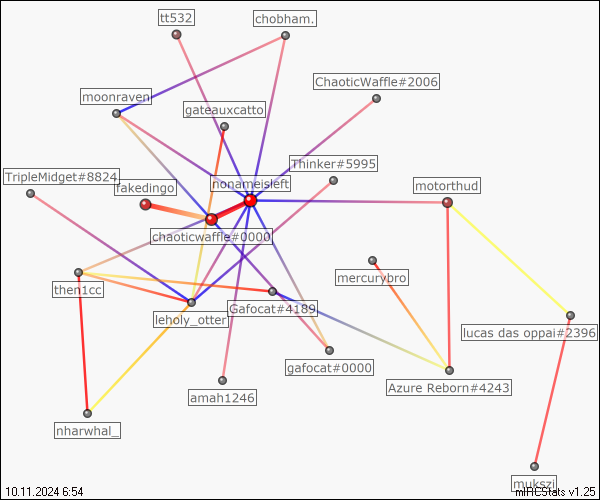 tt532
chobham.
ChaoticWaffle#2006
moonraven
gateauxcatto
Thinker#5995
TripleMidget#8824
fakedingo
nonameisleft
motorthud
chaoticwaffle#0000
mercurybro
then1cc
Gafocat#4189
leholy_otter
lucas das oppai#2396
gafocat#0000
Azure Reborn#4243
amah1246
nharwhal_
mukszi
10.11.2024 6:54
mIRCStats v1.25